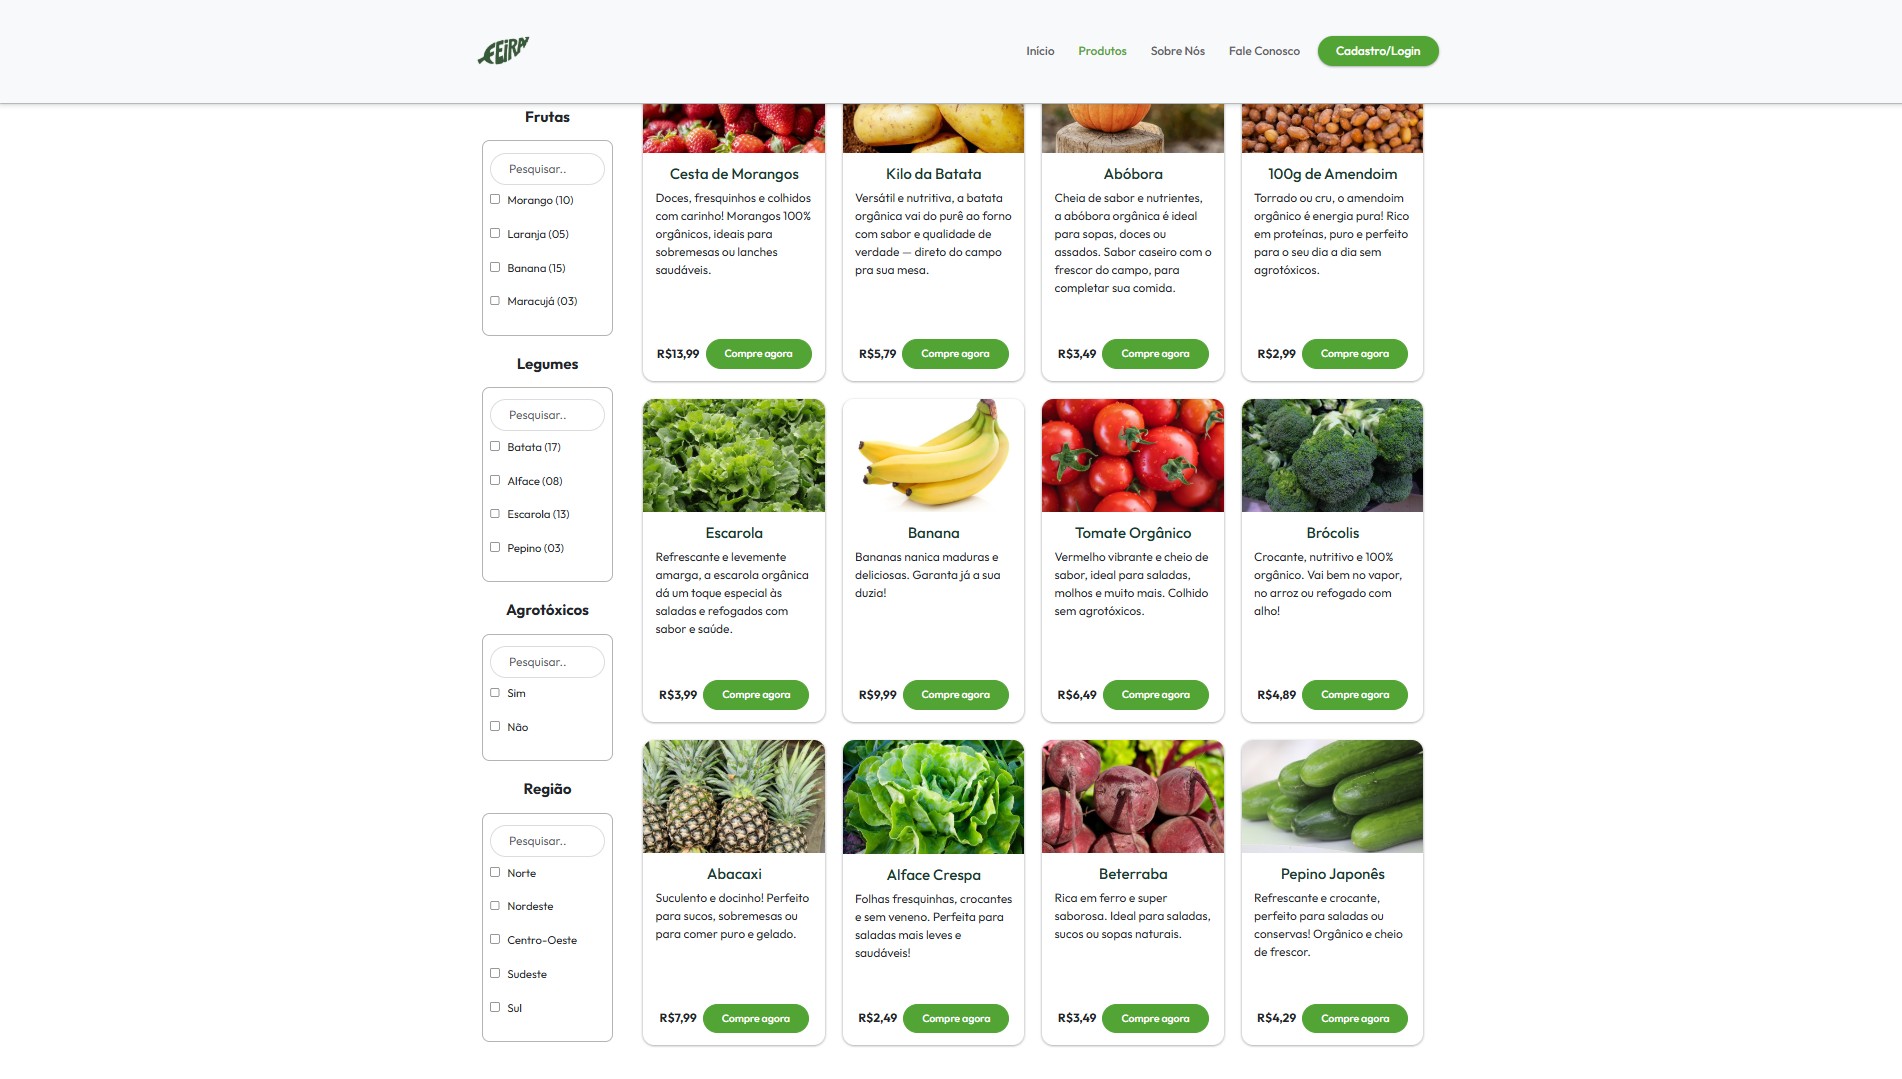 FEIRA
Início
Produtos
Sobre Nós
Fale Conosco
Cadastro/Login
Frutas
Pesquisar..
Morango (10)
Laranja (05)
Banana (15)
Maracujá (03)
Legumes
Pesquisar..
Batata (17)
Alface (08)
Escarola (13)
Pepino (03)
Agrotóxicos
Pesquisar..
Sim
Não
Região
Pesquisar..
Norte
Nordeste
Centro-Oeste
Sudeste
Sul
Cesta de Morangos
Doces, fresquinhos e colhidos
com carinho! Morangos 100%
orgânicos, ideais para
sobremesas ou lanches
saudáveis.
R$13,99
Compre agora
Kilo da Batata
Versátil e nutritiva, a batata
orgânica vai do purê ao forno
com sabor e qualidade de
verdade — direto do campo
pra sua mesa.
R$5,79
Compre agora
Abóbora
Cheia de sabor e nutrientes,
a abóbora orgânica é ideal
para sopas, doces ou
assados. Sabor caseiro com o
frescor do campo, para
completar sua comida.
R$3,49
Compre agora
100g de Amendoim
Torrado ou cru, o amendoim
orgânico é energia pura! Rico
em proteínas, puro e perfeito
para o seu dia a dia sem
agrotóxicos.
R$2,99
Compre agora
Escarola
Refrescante e levemente
amarga, a escarola orgânica
dá um toque especial às
saladas e refogados com
sabor e saúde.
R$3,99
Compre agora
Banana
Bananas nanica maduras e
deliciosas. Garanta já a sua
duzia!
R$9,99
Compre agora
Tomate Orgânico
Vermelho vibrante e cheio de
sabor, ideal para saladas,
molhos e muito mais. Colhido
sem agrotóxicos.
R$6,49
Compre agora
Brócolis
Crocante, nutritivo e 100%
orgânico. Vai bem no vapor,
no arroz ou refogado com
alho!
R$4,89
Compre agora
Abacaxi
Suculento e docinho! Perfeito
para sucos, sobremesas ou
para comer puro e gelado.
R$7,99
Compre agora
Alface Crespa
Folhas fresquinhas, crocantes
e sem veneno. Perfeita para
saladas mais leves e
saudáveis!
R$2,49
Compre agora
Beterraba
Rica em ferro e super
saborosa. Ideal para saladas,
sucos ou sopas naturais.
R$3,49
Compre agora
Pepino Japonês
Refrescante e crocante,
perfeito para saladas ou
conservas! Orgânico e cheio
de frescor.
R$4,29
Compre agora